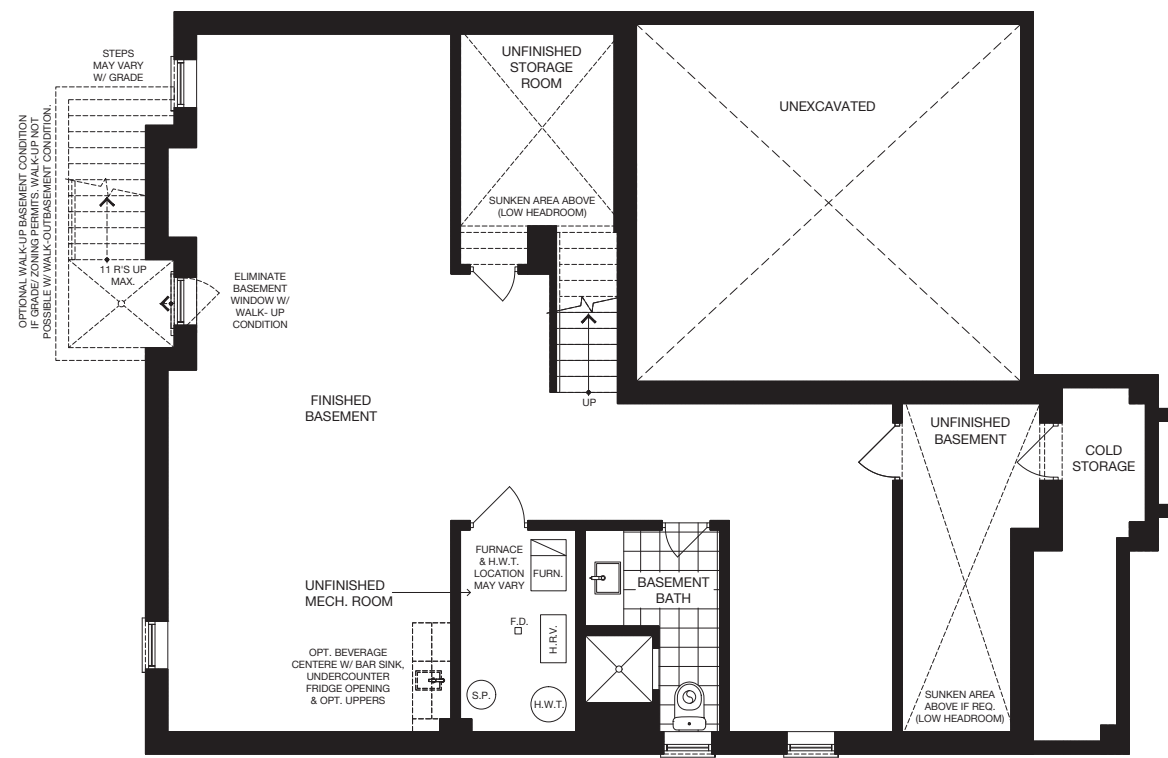 STEPS
MAY VARY
W/ GRADE
OPTIONAL WALK-UP BASEMENT CONDITION
IF GRADE/ ZONING PERMITS. WALK-UP NOT
POSSIBLE W/ WALK-OUTBASEMENT CONDITION.
11 R'S UP
MAX.
ELIMINATE
BASEMENT
WINDOW W/
WALK- UP
CONDITION
UNFINISHED
STORAGE
ROOM
SUNKEN AREA ABOVE
(LOW HEADROOM)
UNEXCAVATED
UP
FINISHED
BASEMENT
UNFINISHED
BASEMENT
COLD
STORAGE
FURNACE
& H.W.T.
LOCATION
MAY VARY
FURN.
UNFINISHED
MECH. ROOM
BASEMENT
BATH
F.D.
H.R.V.
OPT. BEVERAGE
CENTERE W/ BAR SINK,
UNDERCOUNTER
FRIDGE OPENING
& OPT. UPPERS
S.P.
H.W.T.
SUNKEN AREA
ABOVE IF REQ.
(LOW HEADROOM)